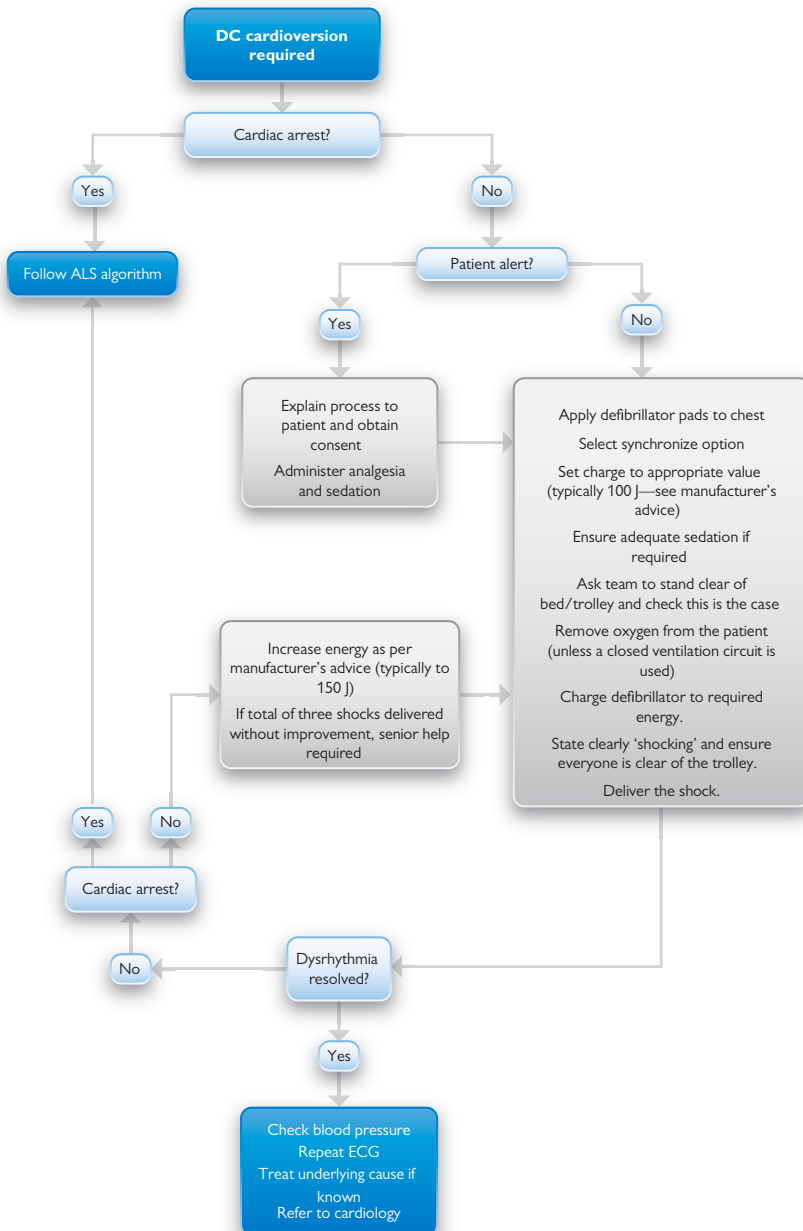 DC cardioversion
required
Cardiac arrest?
Yes
No
Follow ALS algorithm
Patient alert?
Yes
No
Explain process to
patient and obtain
consent
Administer analgesia
and sedation
Apply defibrillator pads to chest
Select synchronize option
Set charge to appropriate value
(typically 100 J—see manufacturer’s
advice)
Ensure adequate sedation if
required
Ask team to stand clear of
bed/trolley and check this is the case
Remove oxygen from the patient
(unless a closed ventilation circuit is
used)
Charge defibrillator to required
energy.
State clearly ‘shocking’ and ensure
everyone is clear of the trolley.
Deliver the shock.
Increase energy as per
manufacturer’s advice (typically to
150 J)
If total of three shocks delivered
without improvement, senior help
required
Yes
No
Cardiac arrest?
No
Dysrhythmia
resolved?
Yes
Check blood pressure
Repeat ECG
Treat underlying cause if
known
Refer to cardiology